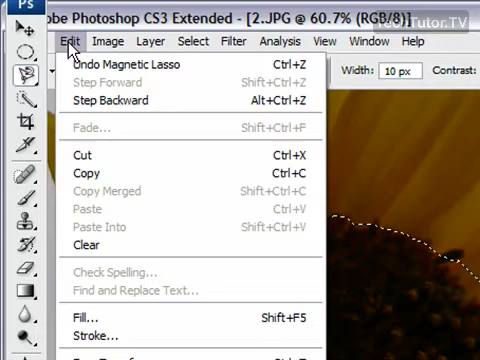 TechTutor.TV
Ps
obe Photoshop CS3 Extended - [2.JPG @ 60.7% (RGB/8)]
Edit Image Layer Select Filter Analysis View Window Help
Width: 10 px Contrast:
Undo Magnetic Lasso Ctrl+Z
Step Forward Shift+Ctrl+Z
Step Backward Alt+Ctrl+Z
Fade... Shift+Ctrl+F
Cut Ctrl+X
Copy Ctrl+C
Copy Merged Shift+Ctrl+C
Paste Ctrl+V
Paste Into Shift+Ctrl+V
Clear
Check Spelling...
Find and Replace Text...
Fill... Shift+F5
Stroke...